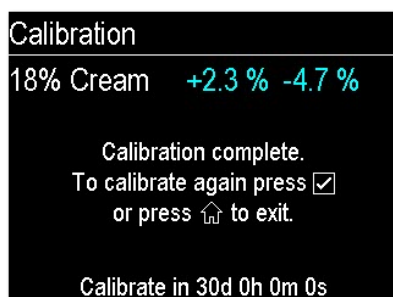 Calibration
18% Cream +2.3 % -4.7 %
Calibration complete.
To calibrate again press ☑
or press ⌂ to exit.
Calibrate in 30d 0h 0m 0s